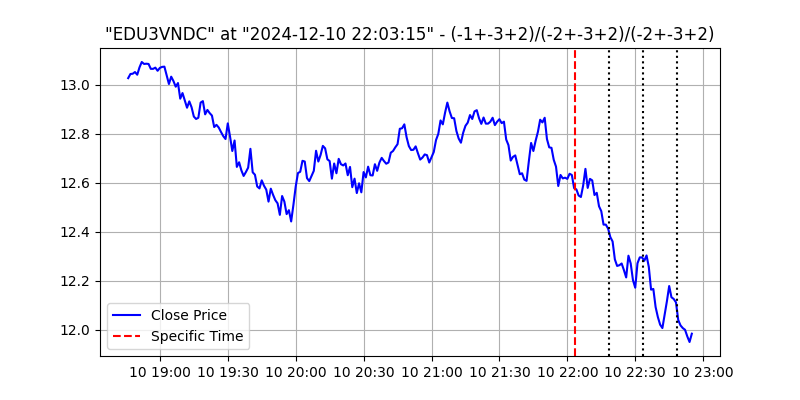 "EDU3VNDC" at "2024-12-10 22:03:15" - (-1+-3+2)/(-2+-3+2)/(-2+-3+2)
13.0
12.8
12.6
12.4
12.2
12.0
Close Price
Specific Time
10 19:00 10 19:30 10 20:00 10 20:30 10 21:00 10 21:30 10 22:00 10 22:30 10 23:00